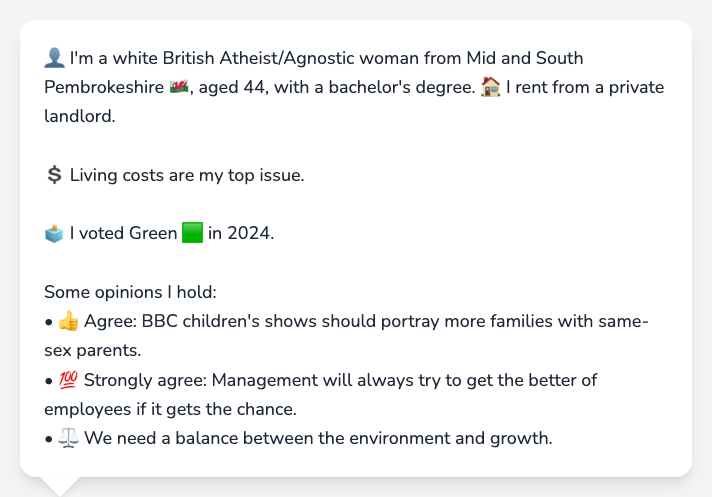 👤 I'm a white British Atheist/Agnostic woman from Mid and South
Pembrokeshire 🏴󠁧󠁢󠁷󠁬󠁳󠁿, aged 44, with a bachelor's degree. 🏠 I rent from a private
landlord.
💲 Living costs are my top issue.
🗳️ I voted Green 🟩 in 2024.
Some opinions I hold:
• 👍 Agree: BBC children's shows should portray more families with same-
sex parents.
• 💯 Strongly agree: Management will always try to get the better of
employees if it gets the chance.
• ⚖️ We need a balance between the environment and growth.